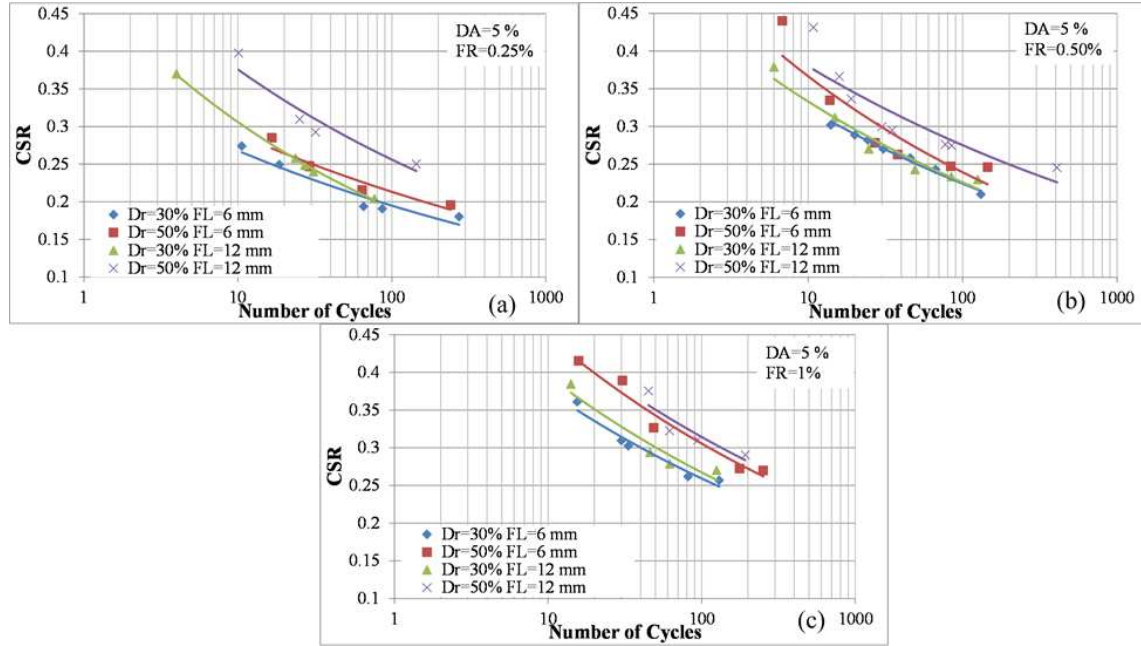 0.45
0.4
0.35
0.3
0.25
0.2
0.15
0.1
CSR
DA=5 %
FR=0.25%
Dr=30% FL=6 mm
Dr=50% FL=6 mm
Dr=30% FL=12 mm
Dr=50% FL=12 mm
1 10 100 1000
Number of Cycles
(a)
0.45
0.4
0.35
0.3
0.25
0.2
0.15
0.1
CSR
DA=5 %
FR=0.50%
Dr=30% FL=6 mm
Dr=50% FL=6 mm
Dr=30% FL=12 mm
Dr=50% FL=12 mm
1 10 100 1000
Number of Cycles
(b)
0.45
0.4
0.35
0.3
0.25
0.2
0.15
0.1
CSR
DA=5 %
FR=1%
Dr=30% FL=6 mm
Dr=50% FL=6 mm
Dr=30% FL=12 mm
Dr=50% FL=12 mm
1 10 100 1000
Number of Cycles
(c)